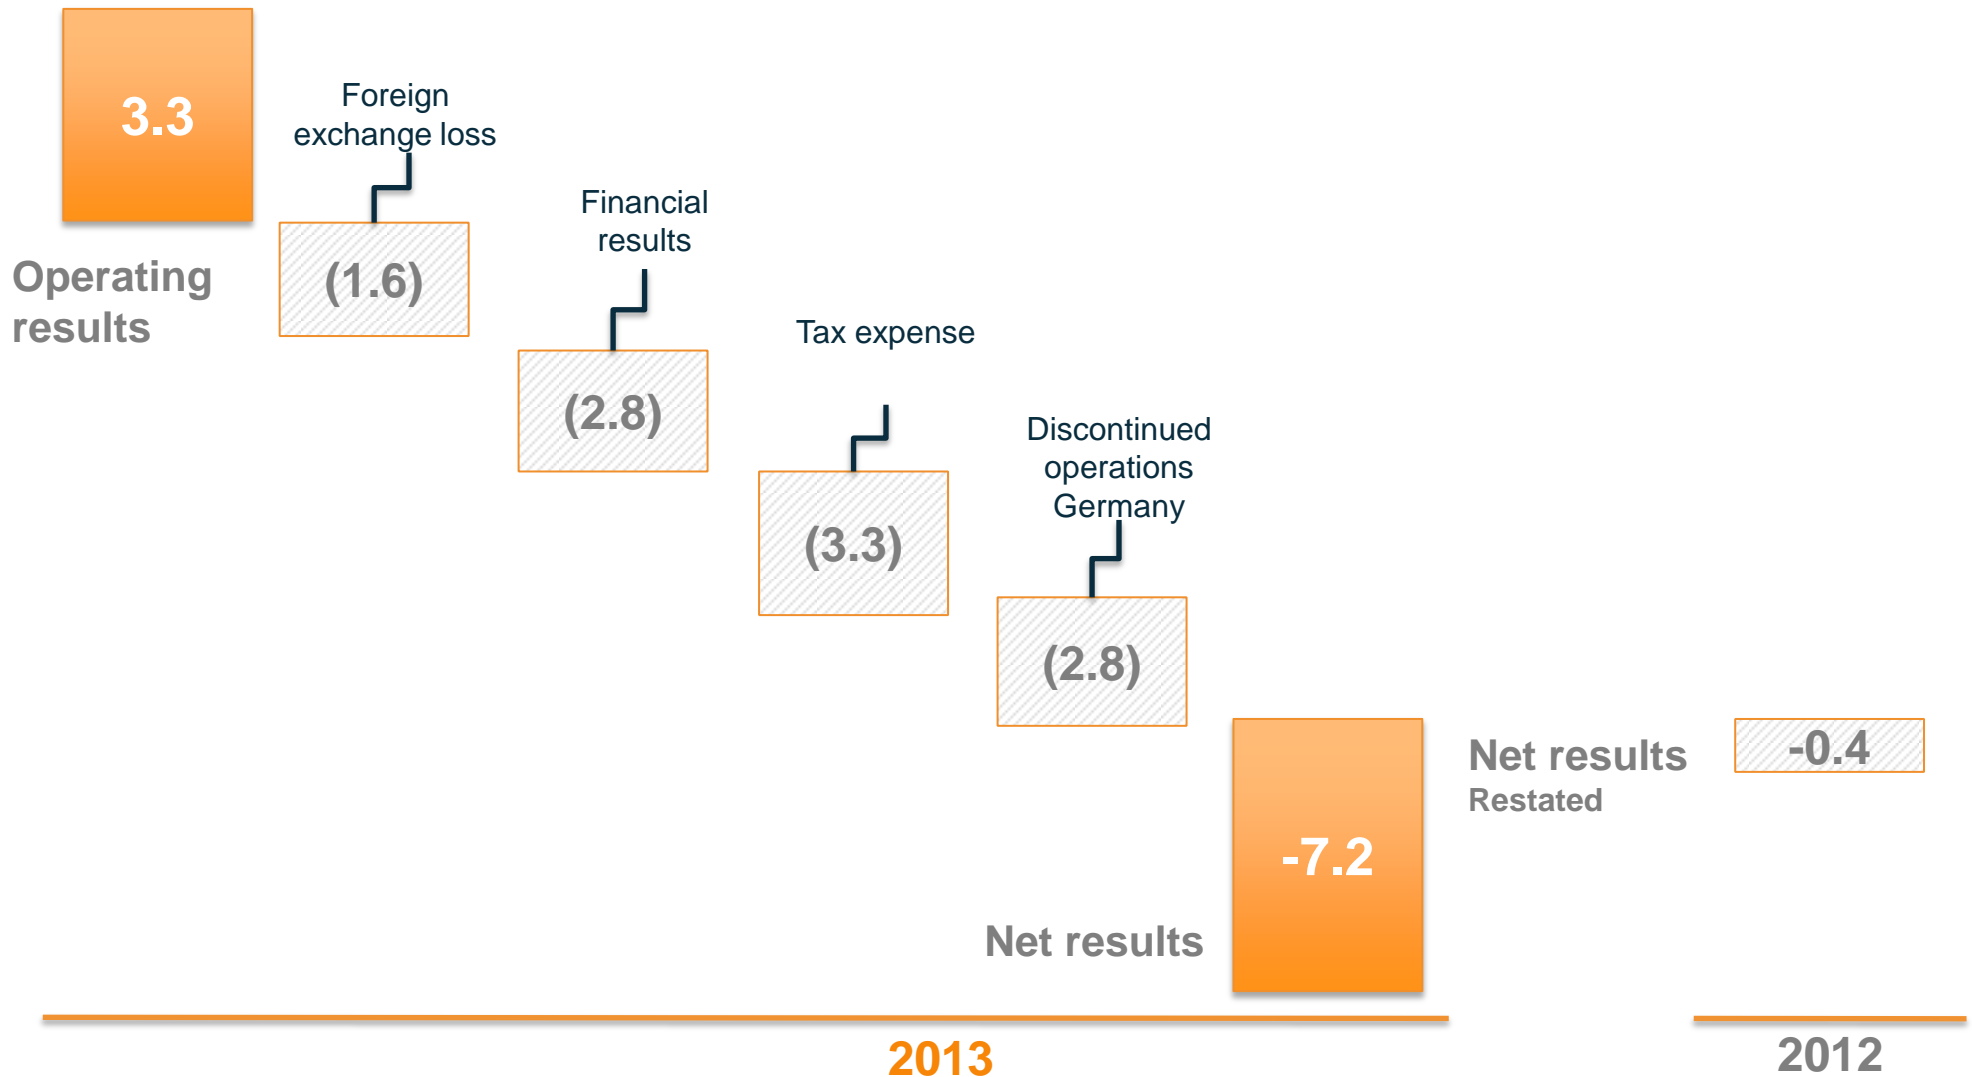 3.3
Operating
results
Foreign
exchange loss
(1.6)
Financial
results
(2.8)
Tax expense
(3.3)
Discontinued
operations
Germany
(2.8)
-7.2
Net results
2013
Net results
Restated
-0.4
2012